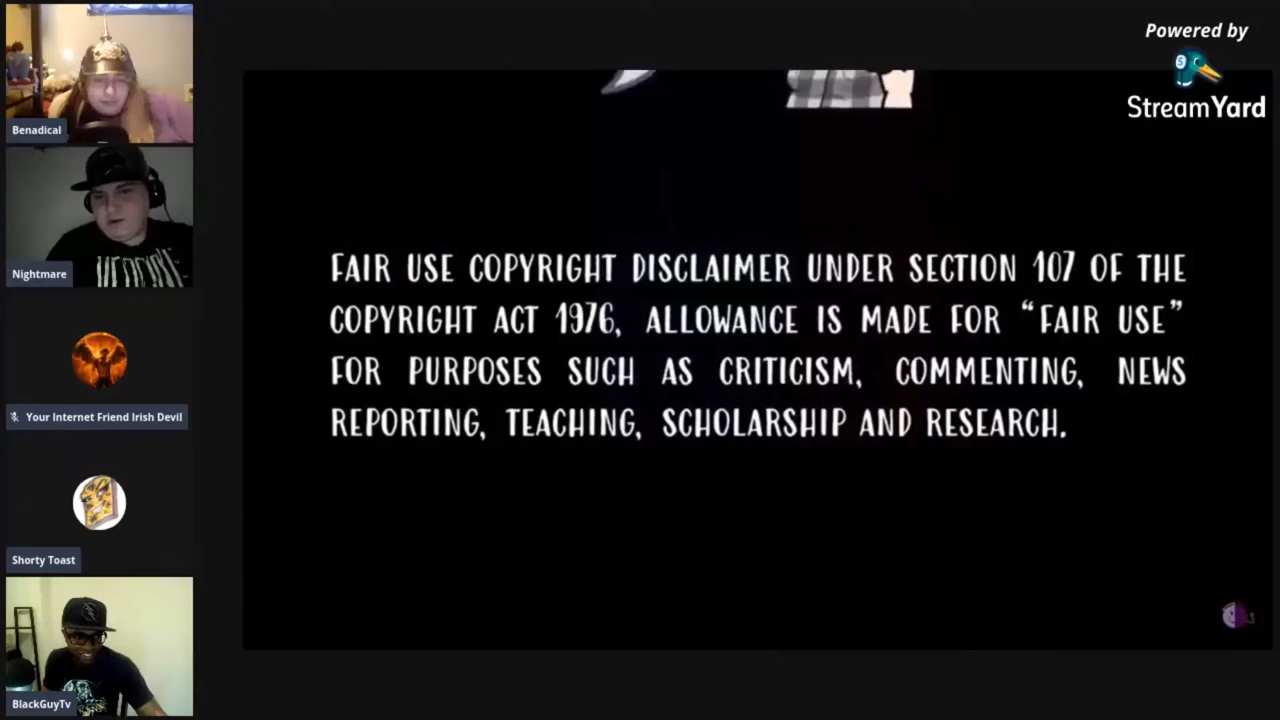 Powered by
StreamYard
Benadical
Nightmare
Your Internet Friend Irish Devil
Shorty Toast
BlackGuyTv
FAIR USE COPYRIGHT DISCLAIMER UNDER SECTION 107 OF THE
COPYRIGHT ACT 1976, ALLOWANCE IS MADE FOR “FAIR USE”
FOR PURPOSES SUCH AS CRITICISM, COMMENTING, NEWS
REPORTING, TEACHING, SCHOLARSHIP AND RESEARCH.